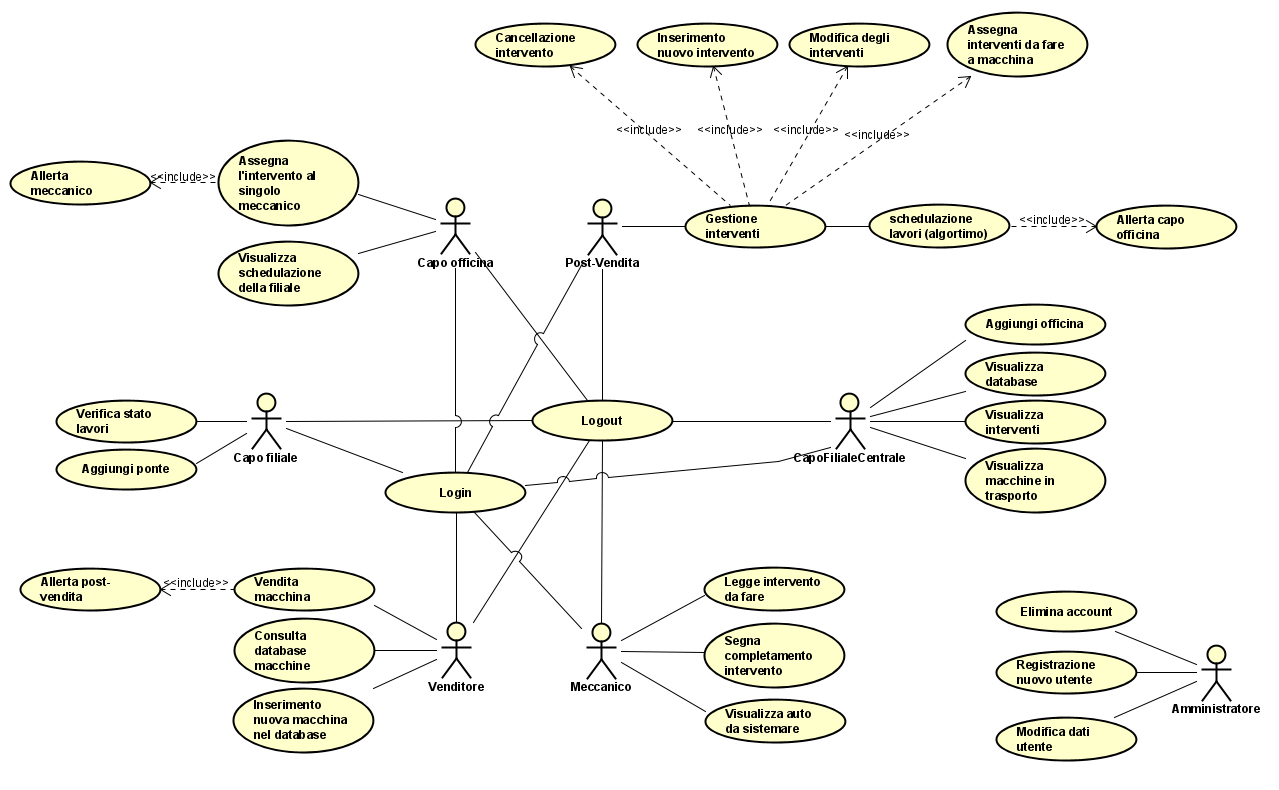 Cancellazione
intervento
Inserimento
nuovo intervento
Modifica degli
interventi
Assegna
interventi da fare
a macchina
<<include>>
<<include>>
<<include>>
<<include>>
Allerta
meccanico
<<include>>
Assegna
l'intervento al
singolo
meccanico
Visualizza
schedulazione
della filiale
Capo officina
Post-Vendita
Gestione
interventi
schedulazione
lavori (algortimo)
<<include>>
Allerta capo
officina
Aggiungi officina
Visualizza
database
Visualizza
interventi
Visualizza
macchine in
trasporto
Verifica stato
lavori
Aggiungi ponte
Capo filiale
Logout
CapoFilialeCentrale
Login
Allerta post-
vendita
<<include>>
Vendita
macchina
Consulta
database
macchine
Inserimento
nuova macchina
nel database
Venditore
Meccanico
Legge intervento
da fare
Segna
completamento
intervento
Visualizza auto
da sistemare
Elimina account
Registrazione
nuovo utente
Modifica dati
utente
Amministratore